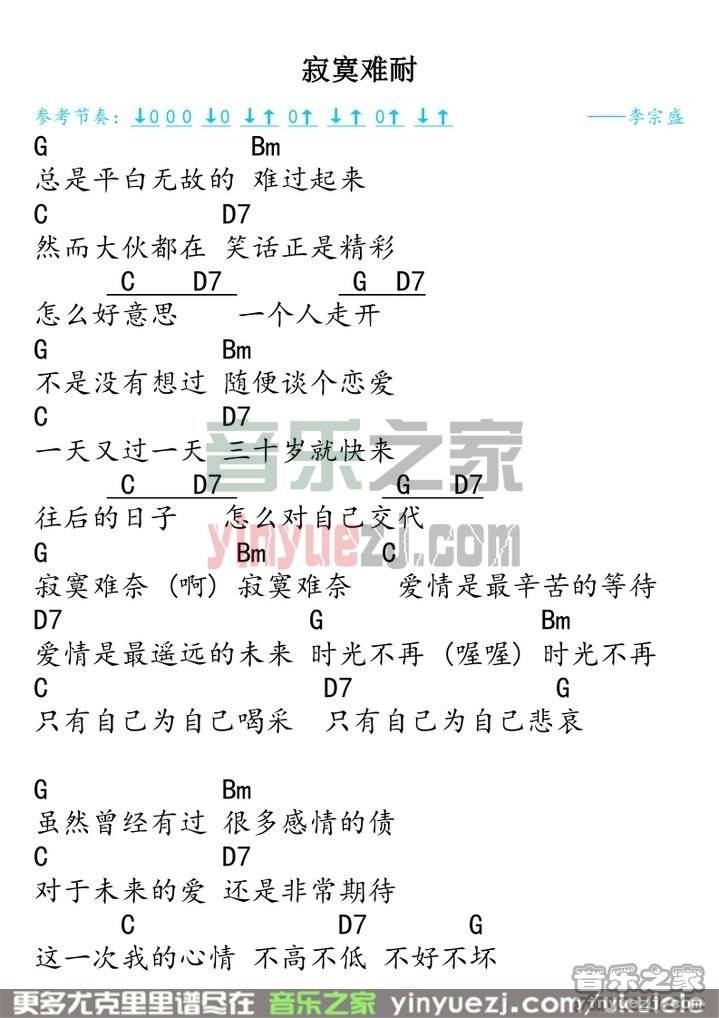 寂寞难耐
参考节奏: ↓000 ↓0 ↓↑ 0↑ ↓↑ 0↑ ↓↑ ——李宗盛
G Bm
总是平白无故的 难过起来
C D7
然而大伙都在 笑话正是精彩
C D7 G D7
怎么好意思 一个人走开
G Bm
不是没有想过 随便谈个恋爱
C D7
一天又过一天 三十岁就快来
C D7 G D7
往后的日子 怎么对自己交代
G Bm C
寂寞难奈 (啊) 寂寞难奈 爱情是最辛苦的等待
D7 G Bm
爱情是最遥远的未来 时光不再 (喔喔) 时光不再
C D7 G
只有自己为自己喝采 只有自己为自己悲哀
G Bm
虽然曾经有过 很多感情的债
C D7
对于未来的爱 还是非常期待
C D7 G
这一次我的心情 不高不低 不好不坏
音乐之家
yinyuezj.com
音乐之家
www.yinyuezj.com
更多尤克里里谱尽在 音乐之家 yinyuezj.com